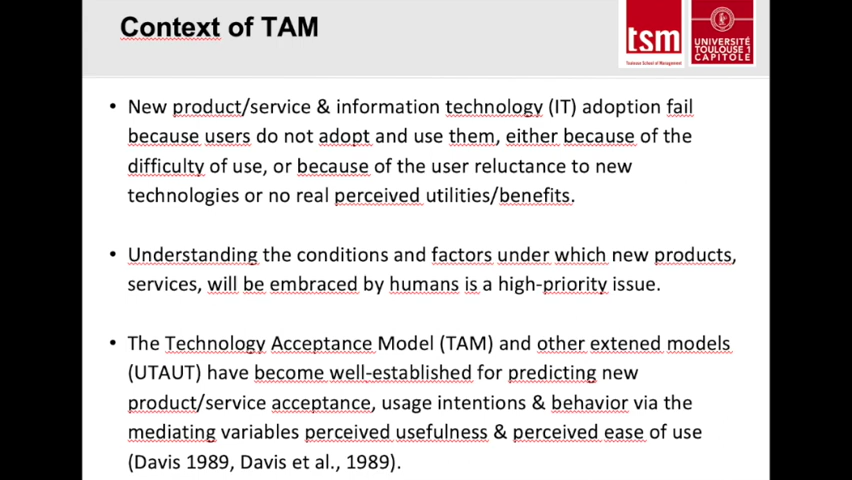 Context of TAM
tsm
Toulouse School of Management
UNIVERSITÉ
TOULOUSE 1
CAPITOLE
• New product/service & information technology (IT) adoption fail
because users do not adopt and use them, either because of the
difficulty of use, or because of the user reluctance to new
technologies or no real perceived utilities/benefits.
• Understanding the conditions and factors under which new products,
services, will be embraced by humans is a high-priority issue.
• The Technology Acceptance Model (TAM) and other extened models
(UTAUT) have become well-established for predicting new
product/service acceptance, usage intentions & behavior via the
mediating variables perceived usefulness & perceived ease of use
(Davis 1989, Davis et al., 1989).